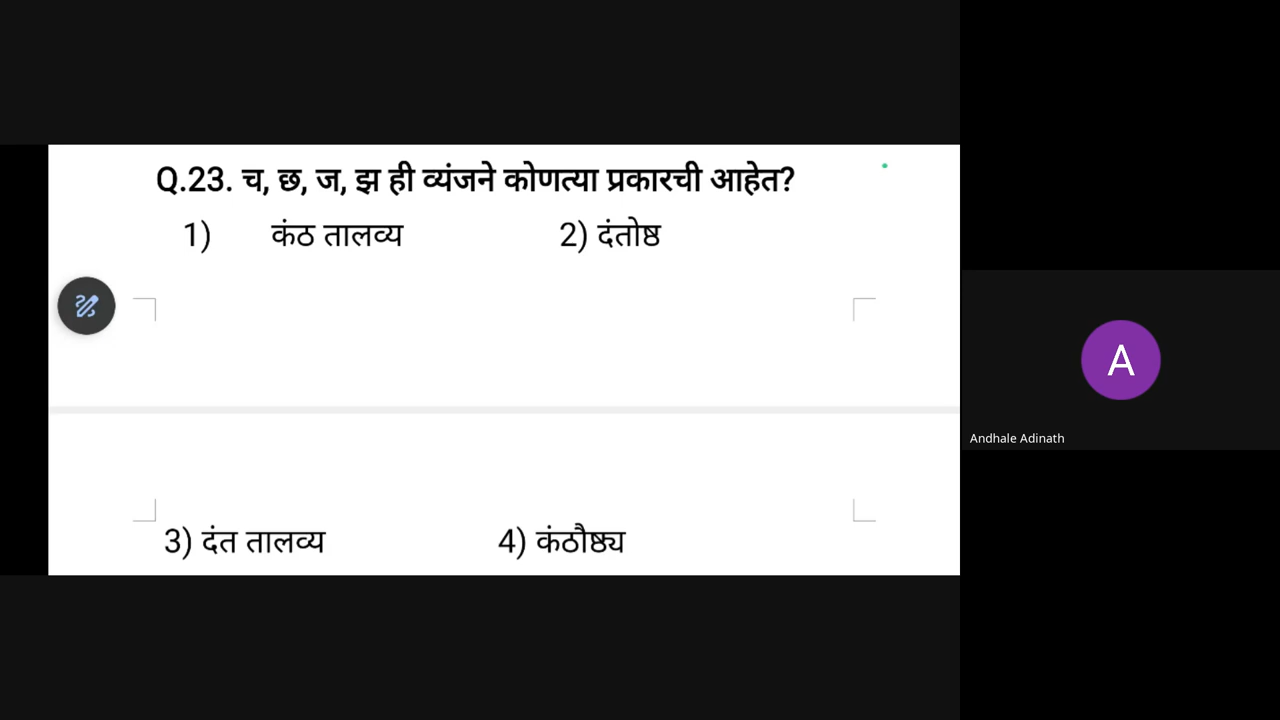 Q.23. च, छ, ज, झ ही व्यंजने कोणत्या प्रकारची आहेत?
1) कंठ तालव्य 2) दंतोष्ठ
3) दंत तालव्य 4) कंठौष्ठ्य
A
Andhale Adinath